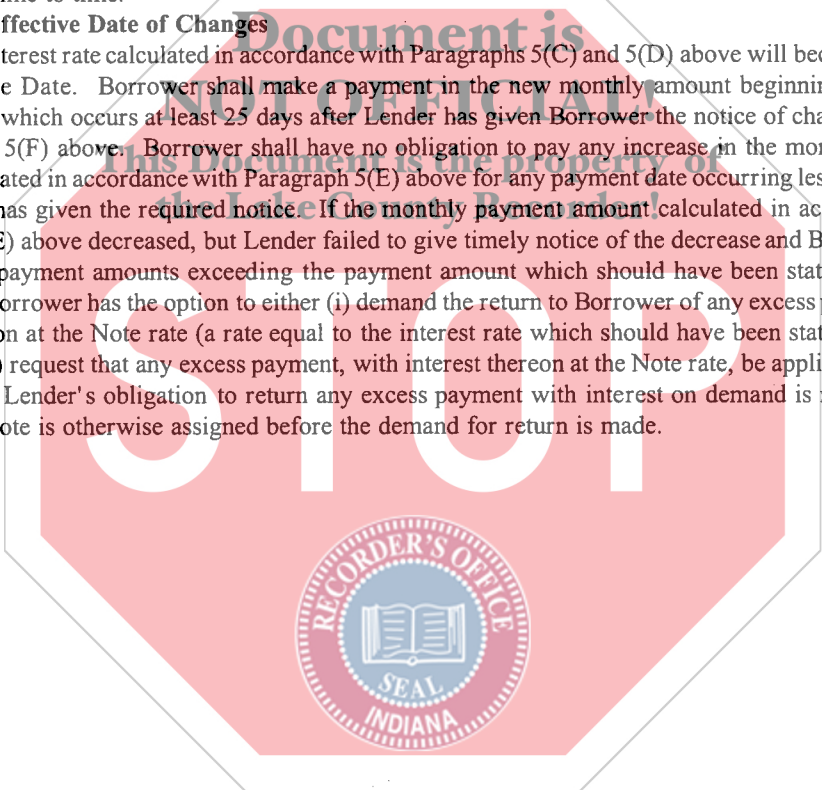 me to time.
ffective Date of Changes
terest rate calculated in accordance with Paragraphs 5(C) and 5(D) above will bec
e Date. Borrower shall make a payment in the new monthly amount beginnin
which occurs at least 25 days after Lender has given Borrower the notice of cha
5(F) above. Borrower shall have no obligation to pay any increase in the mon
ated in accordance with Paragraph 5(E) above for any payment date occurring les
has given the required notice. If the monthly payment amount calculated in ac
E) above decreased, but Lender failed to give timely notice of the decrease and B
payment amounts exceeding the payment amount which should have been stat
orrower has the option to either (i) demand the return to Borrower of any excess
on at the Note rate (a rate equal to the interest rate which should have been stat
) request that any excess payment, with interest thereon at the Note rate, be appli
Lender's obligation to return any excess payment with interest on demand is
ote is otherwise assigned before the demand for return is made.
Document is
NOT OFFICIAL!
This Document is the property of
the Lake County Recorder!
STOP
RECORDER'S OFFICE
SEAL
INDIANA